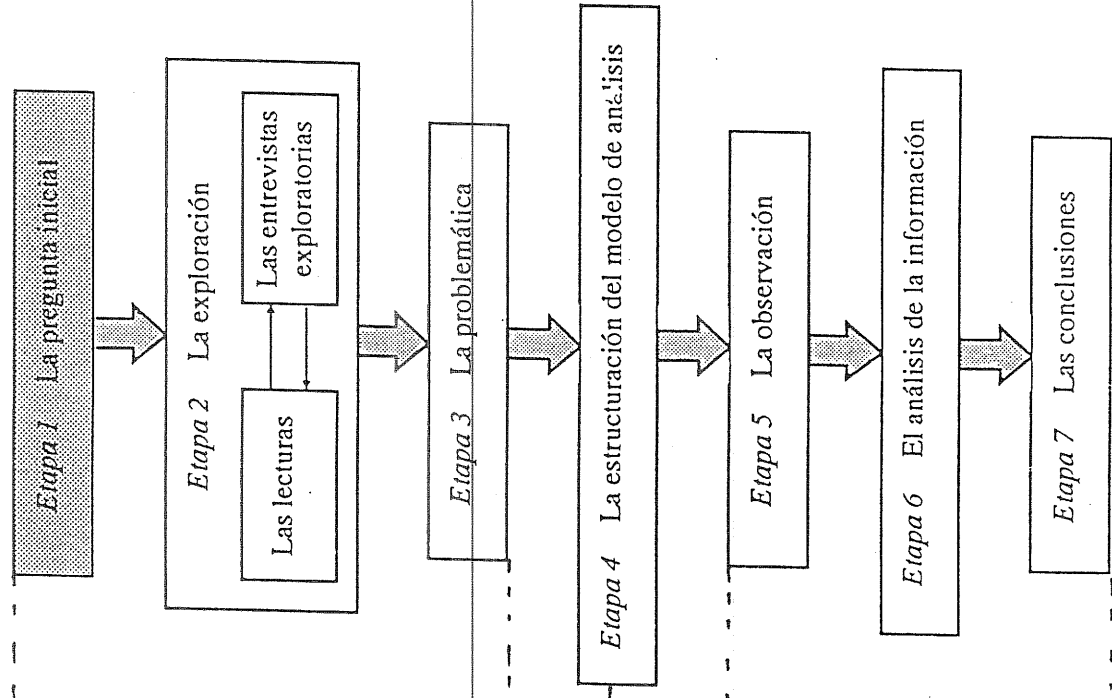 Etapa 1 La pregunta inicial
Etapa 2 La exploración
Las lecturas
Las entrevistas
exploratorias
Etapa 3 La problemática
Etapa 4 La estructuración del modelo de análisis
Etapa 5 La observación
Etapa 6 El análisis de la información
Etapa 7 Las conclusiones